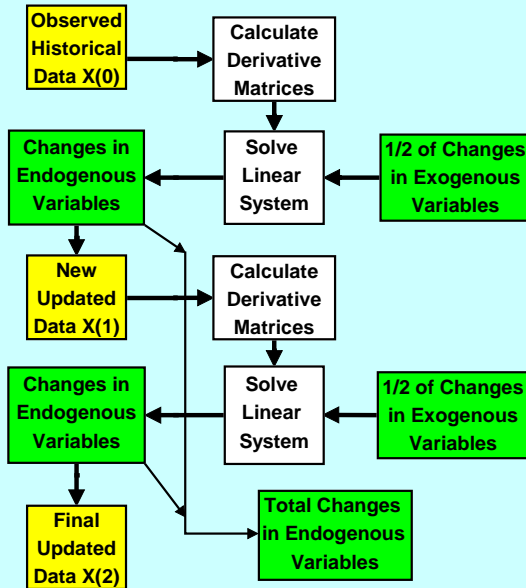 Observed
Historical
Data X(0)
Calculate
Derivative
Matrices
Changes in
Endogenous
Variables
Solve
Linear
System
1/2 of Changes
in Exogenous
Variables
New
Updated
Data X(1)
Calculate
Derivative
Matrices
Changes in
Endogenous
Variables
Solve
Linear
System
1/2 of Changes
in Exogenous
Variables
Final
Updated
Data X(2)
Total Changes
in Endogenous
Variables